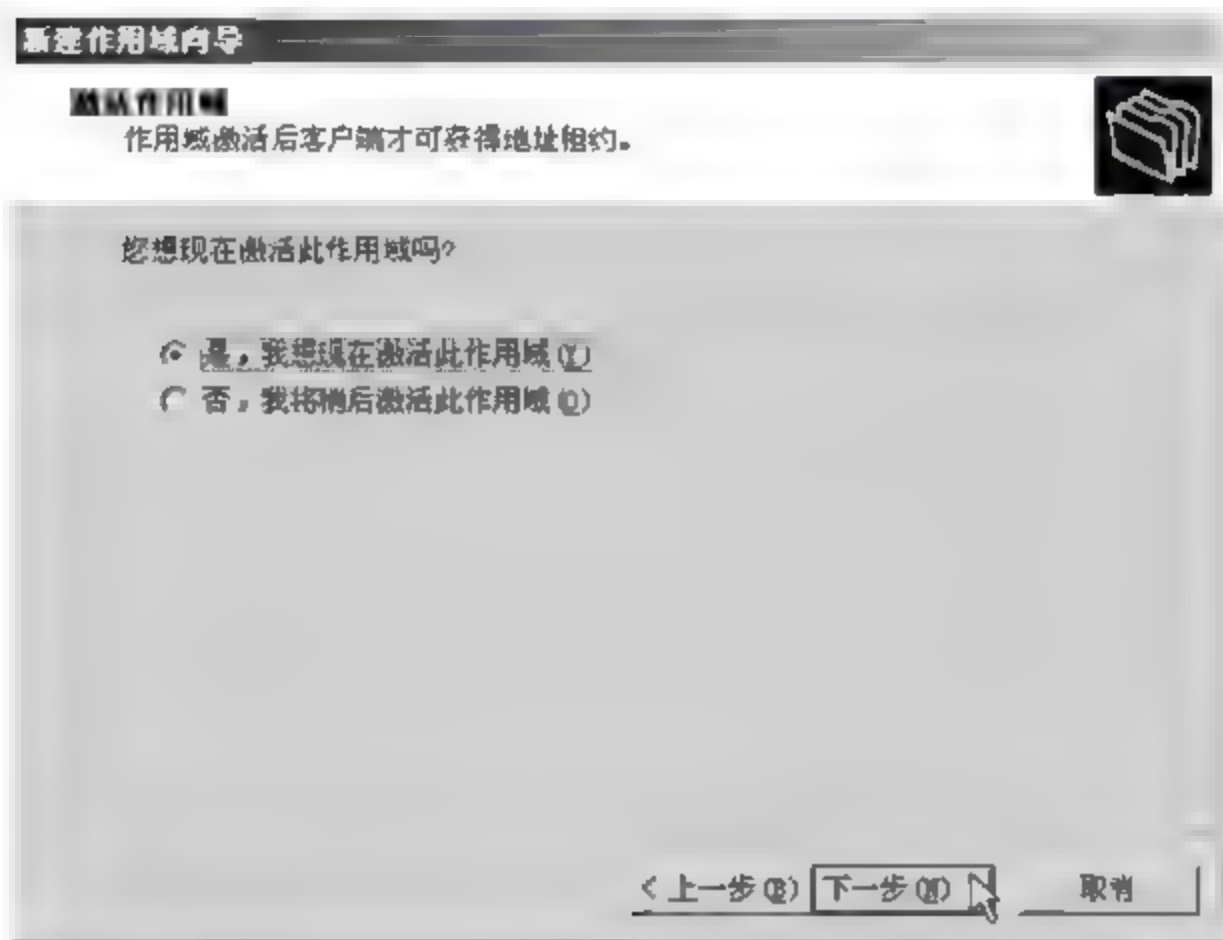 新建作用域向导
激活作用域
作用域激活后客户端才可获得地址租约。
您想现在激活此作用域吗?
是，我想现在激活此作用域(Y)
否，我将稍后激活此作用域(O)
< 上一步(B) 下一步(N) 取消